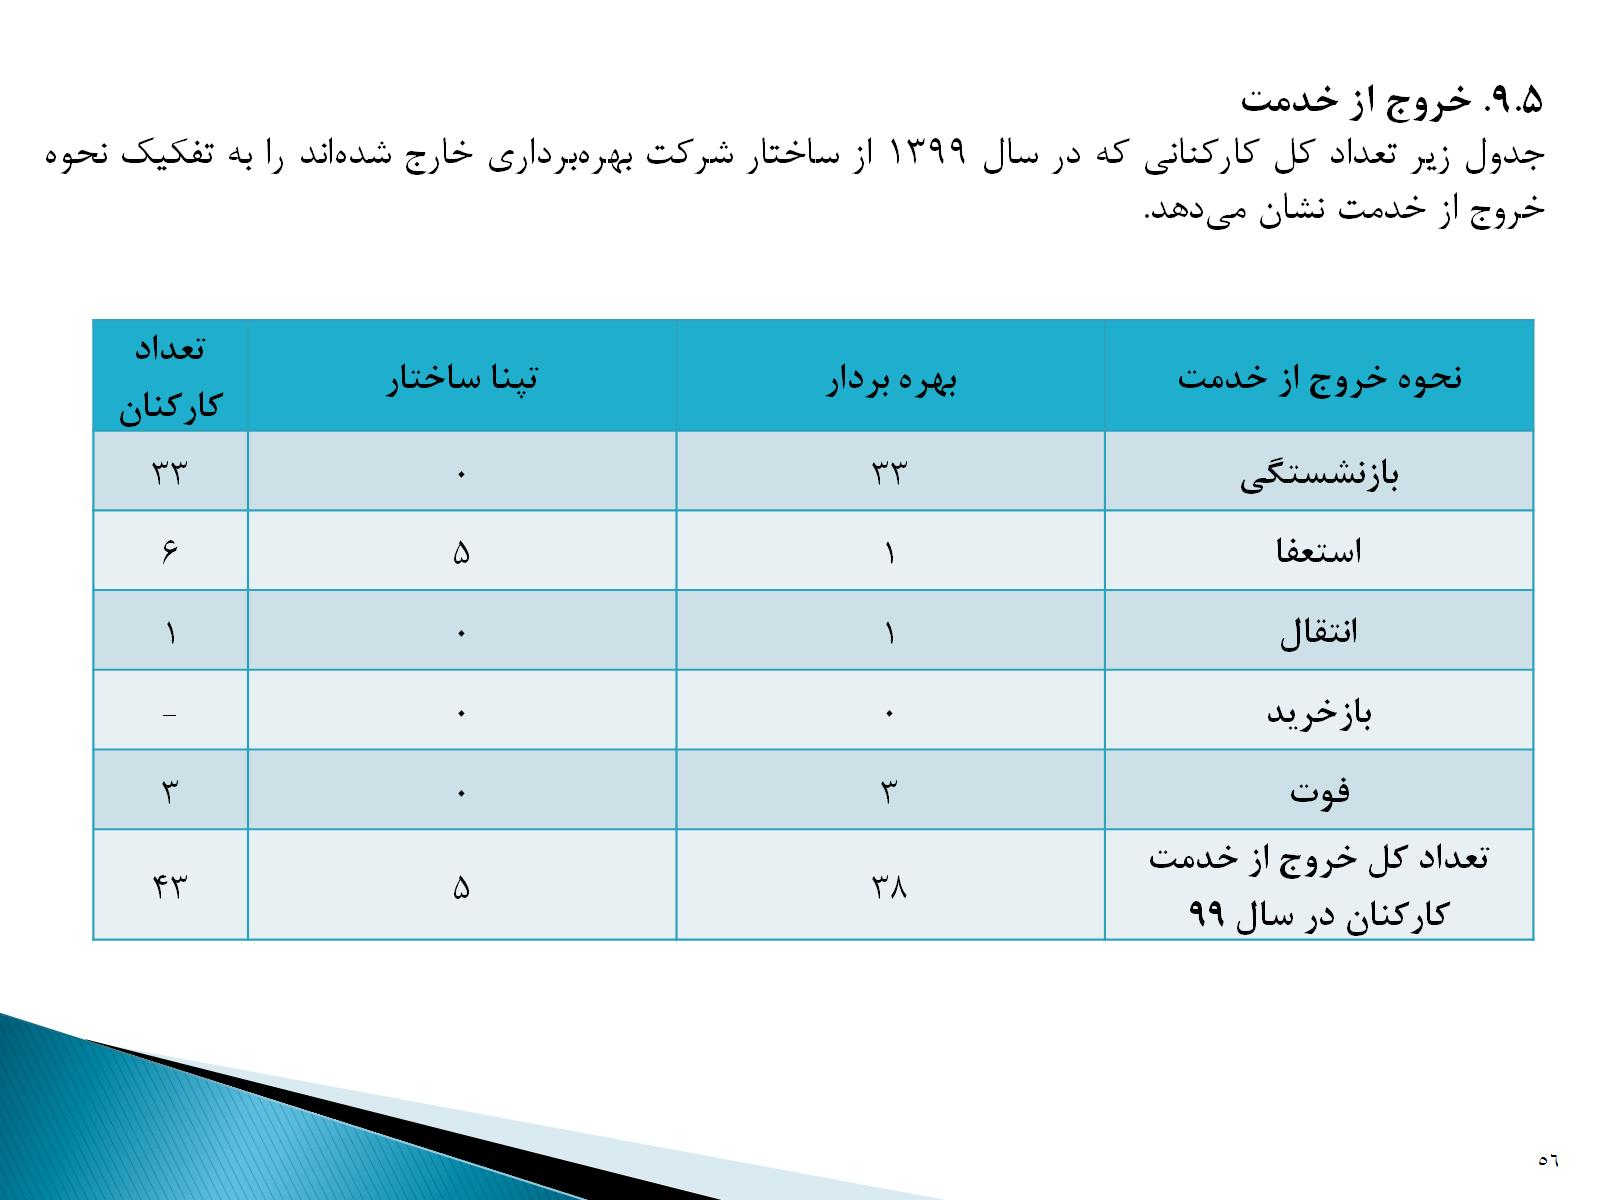 ۹.۵. خروج از خدمت
جدول زیر تعداد کل کارکنانی که در سال ۱۳۹۹ از ساختار شرکت بهره‌برداری خارج شده‌اند را به تفکیک نحوه
خروج از خدمت نشان می‌دهد.
نحوه خروج از خدمت بهره بردار تپنا ساختار تعداد کارکنان
بازنشستگی ۳۳ ۰ ۳۳
استعفا ۱ ۵ ۶
انتقال ۱ ۰ ۱
بازخرید ۰ ۰ –
فوت ۳ ۰ ۳
تعداد کل خروج از خدمت
کارکنان در سال ۹۹ ۳۸ ۵ ۴۳
٥٦